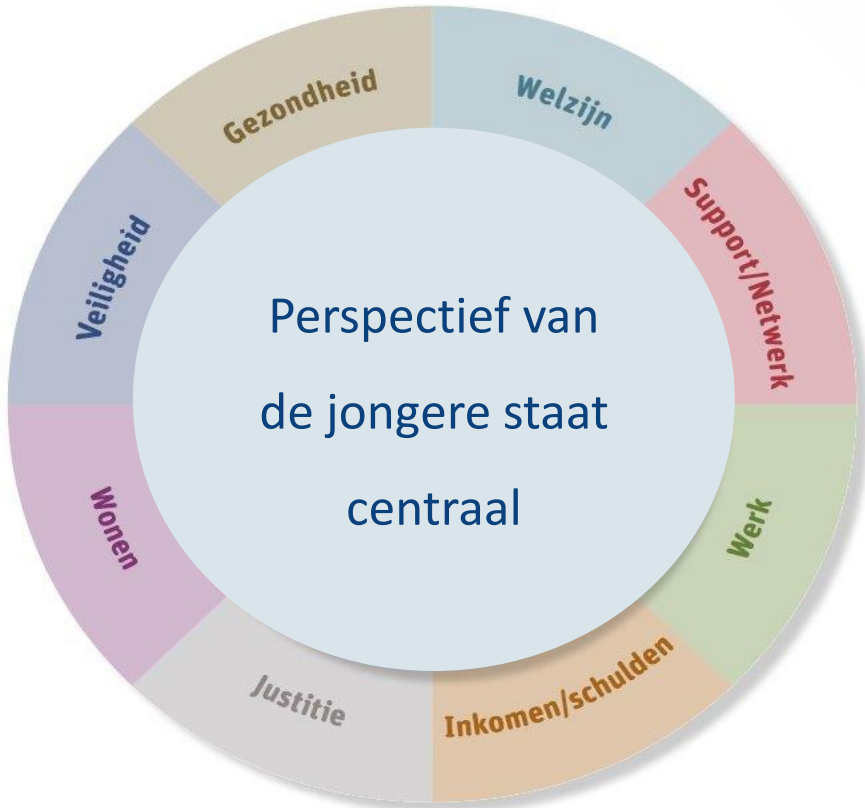 Gezondheid
Welzijn
Support/Netwerk
Werk
Inkomen/schulden
Justitie
Wonen
Veiligheid
Perspectief van
de jongere staat
centraal